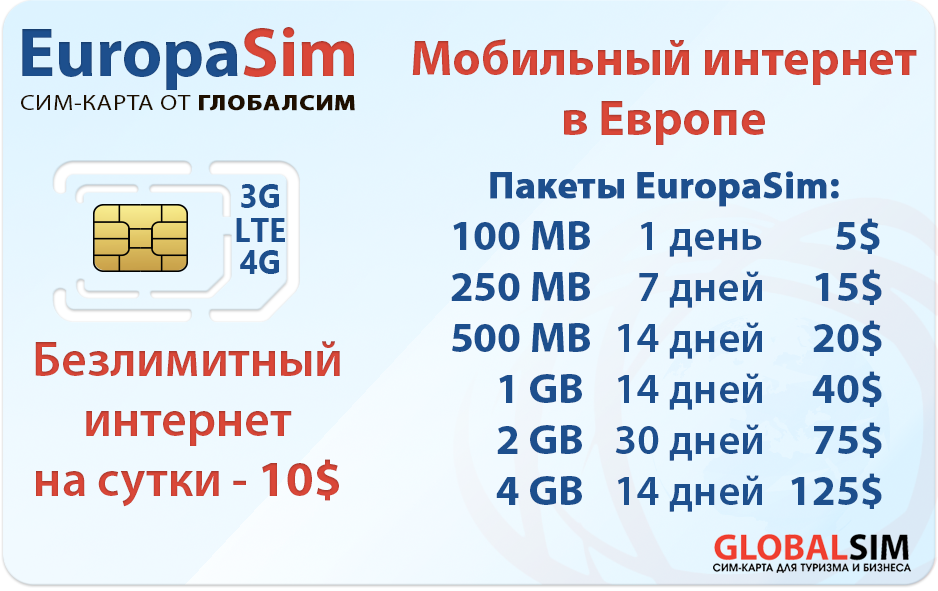 EuropaSim
СИМ-КАРТА ОТ ГЛОБАЛСИМ
3G
LTE
4G
Безлимитный
интернет
на сутки - 10$
Мобильный интернет
в Европе
Пакеты EuropaSim:
100 MB 1 день 5$
250 MB 7 дней 15$
500 MB 14 дней 20$
1 GB 14 дней 40$
2 GB 30 дней 75$
4 GB 14 дней 125$
GLOBALSIM
СИМ-КАРТА ДЛЯ ТУРИЗМА И БИЗНЕСА